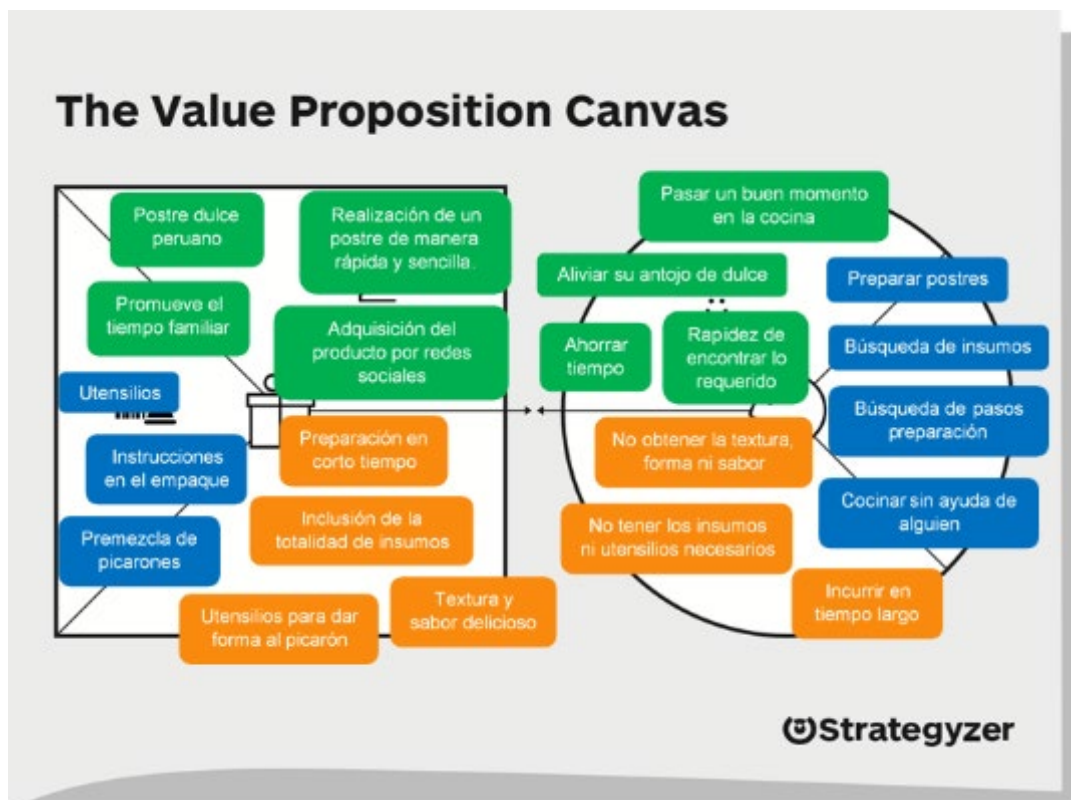 The Value Proposition Canvas
Postre dulce
peruano
Realización de un
postre de manera
rápida y sencilla.
Promueve el
tiempo familiar
Adquisición del
producto por redes
sociales
Utensilios
Preparación en
corto tiempo
Instrucciones
en el empaque
Inclusión de la
totalidad de insumos
Premezcla de
picarones
Utensilios para dar
forma al picarón
Textura y
sabor delicioso
Pasar un buen momento
en la cocina
Aliviar su antojo de dulce
Preparar postres
Ahorrar
tiempo
Rapidez de
encontrar lo
requerido
Búsqueda de insumos
Búsqueda de pasos
preparación
No obtener la textura,
forma ni sabor
Cocinar sin ayuda de
alguien
No tener los insumos
ni utensilios necesarios
Incurrir en
tiempo largo
Strategyzer